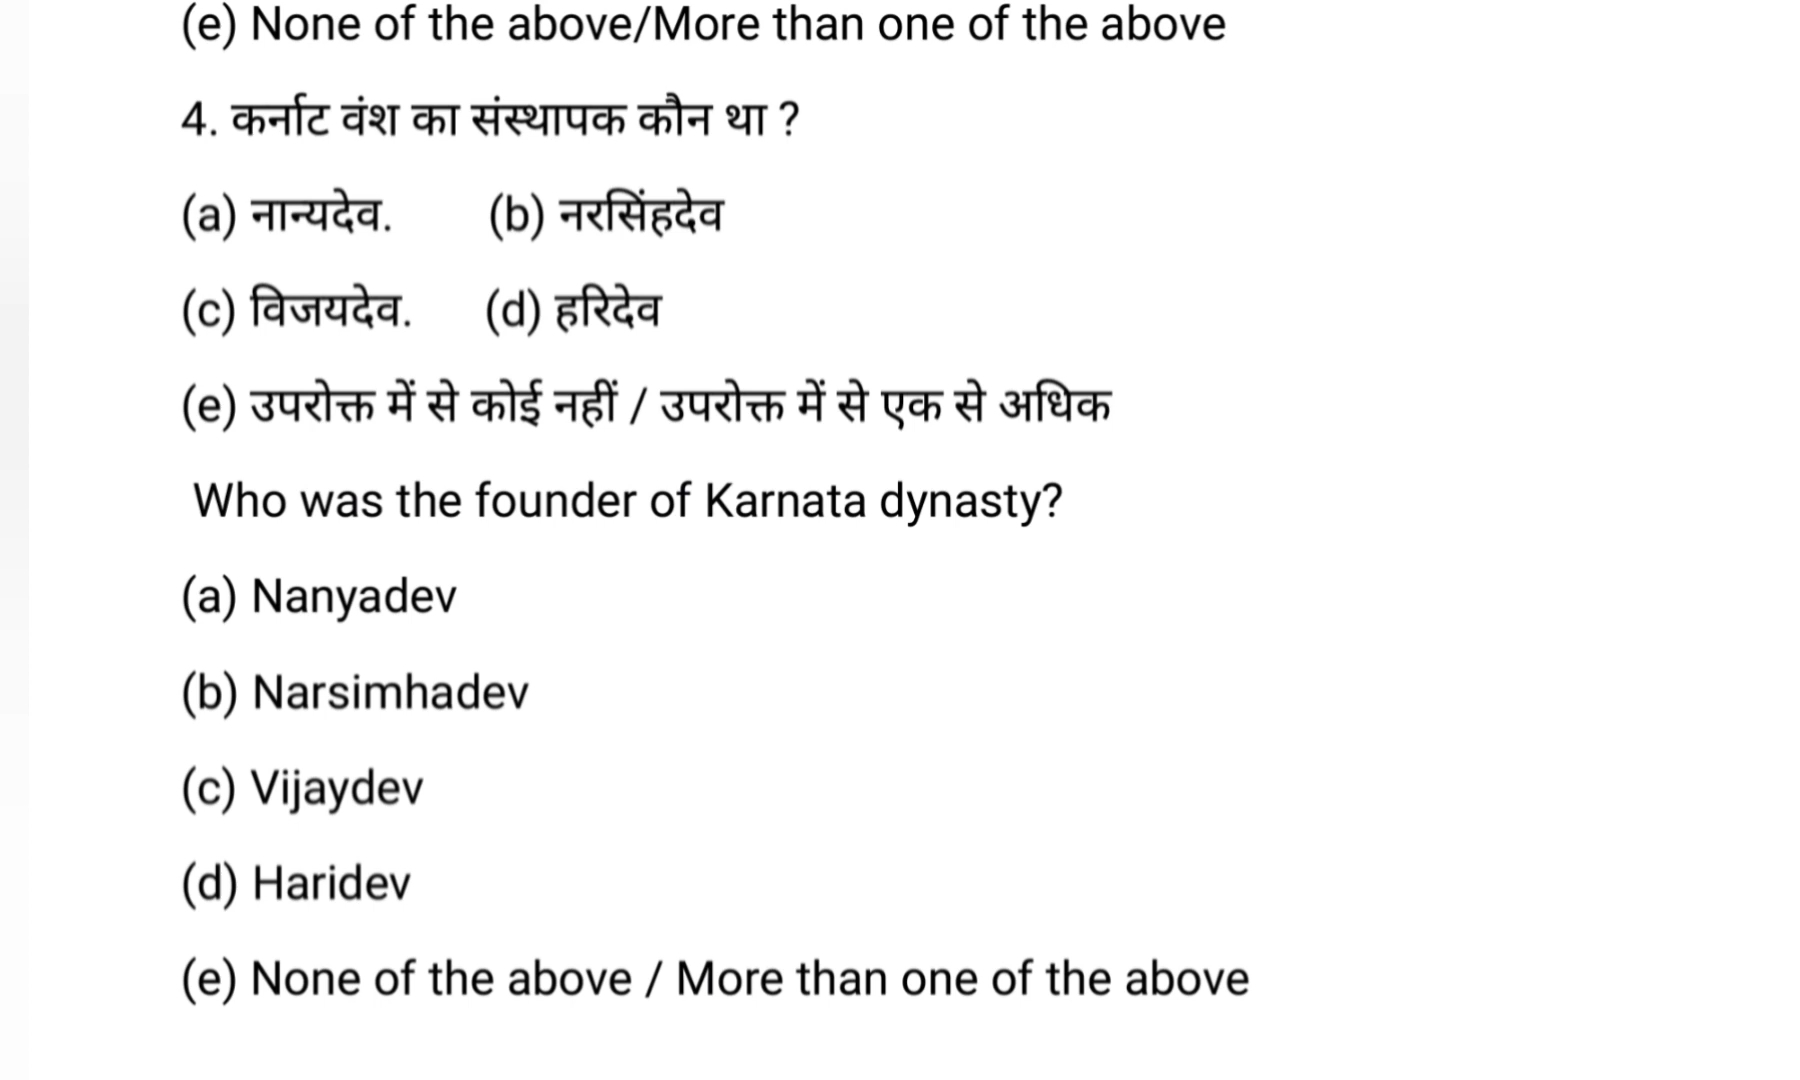 (e) None of the above/More than one of the above
4. कर्नाट वंश का संस्थापक कौन था ?
(a) नान्यदेव. (b) नरसिंहदेव
(c) विजयदेव. (d) हरिदेव
(e) उपरोक्त में से कोई नहीं / उपरोक्त में से एक से अधिक
Who was the founder of Karnata dynasty?
(a) Nanyadev
(b) Narsimhadev
(c) Vijaydev
(d) Haridev
(e) None of the above / More than one of the above